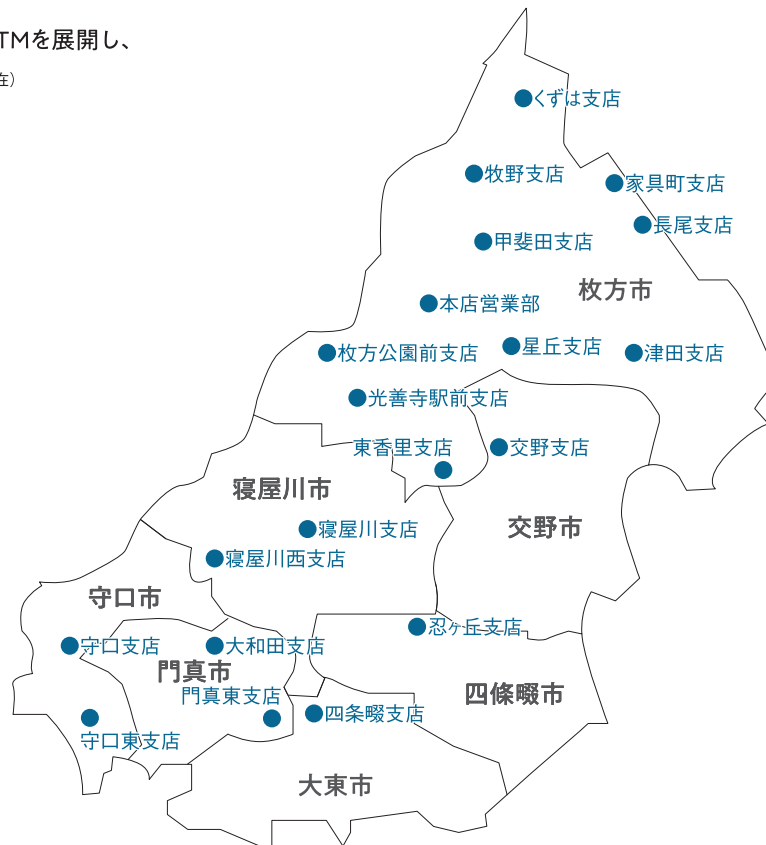 TMを展開し、
在）
くずは支店
牧野支店
家具町支店
長尾支店
甲斐田支店
枚方市
本店営業部
星丘支店
枚方公園前支店
津田支店
光善寺駅前支店
東香里支店
交野支店
寝屋川市
交野市
寝屋川支店
寝屋川西支店
守口市
忍ヶ丘支店
守口支店
大和田支店
門真市
四條畷市
門真東支店
四条畷支店
守口東支店
大東市